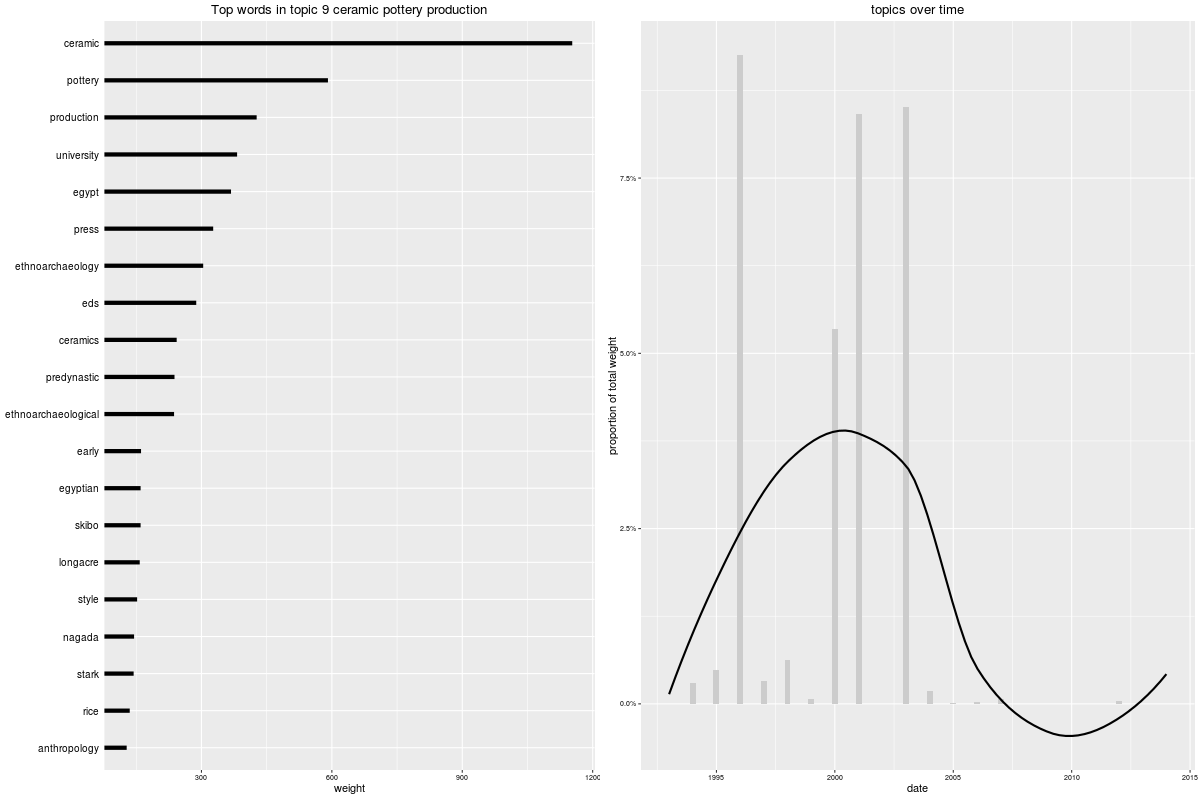 Top words in topic 9 ceramic pottery production
ceramic
pottery
production
university
egypt
press
ethnoarchaeology
eds
ceramics
predynastic
ethnoarchaeological
early
egyptian
skibo
longacre
style
nagada
stark
rice
anthropology
300 600 900 1200
weight
topics over time
proportion of total weight
7.5%
5.0%
2.5%
0.0%
1995 2000 2005 2010 2015
date